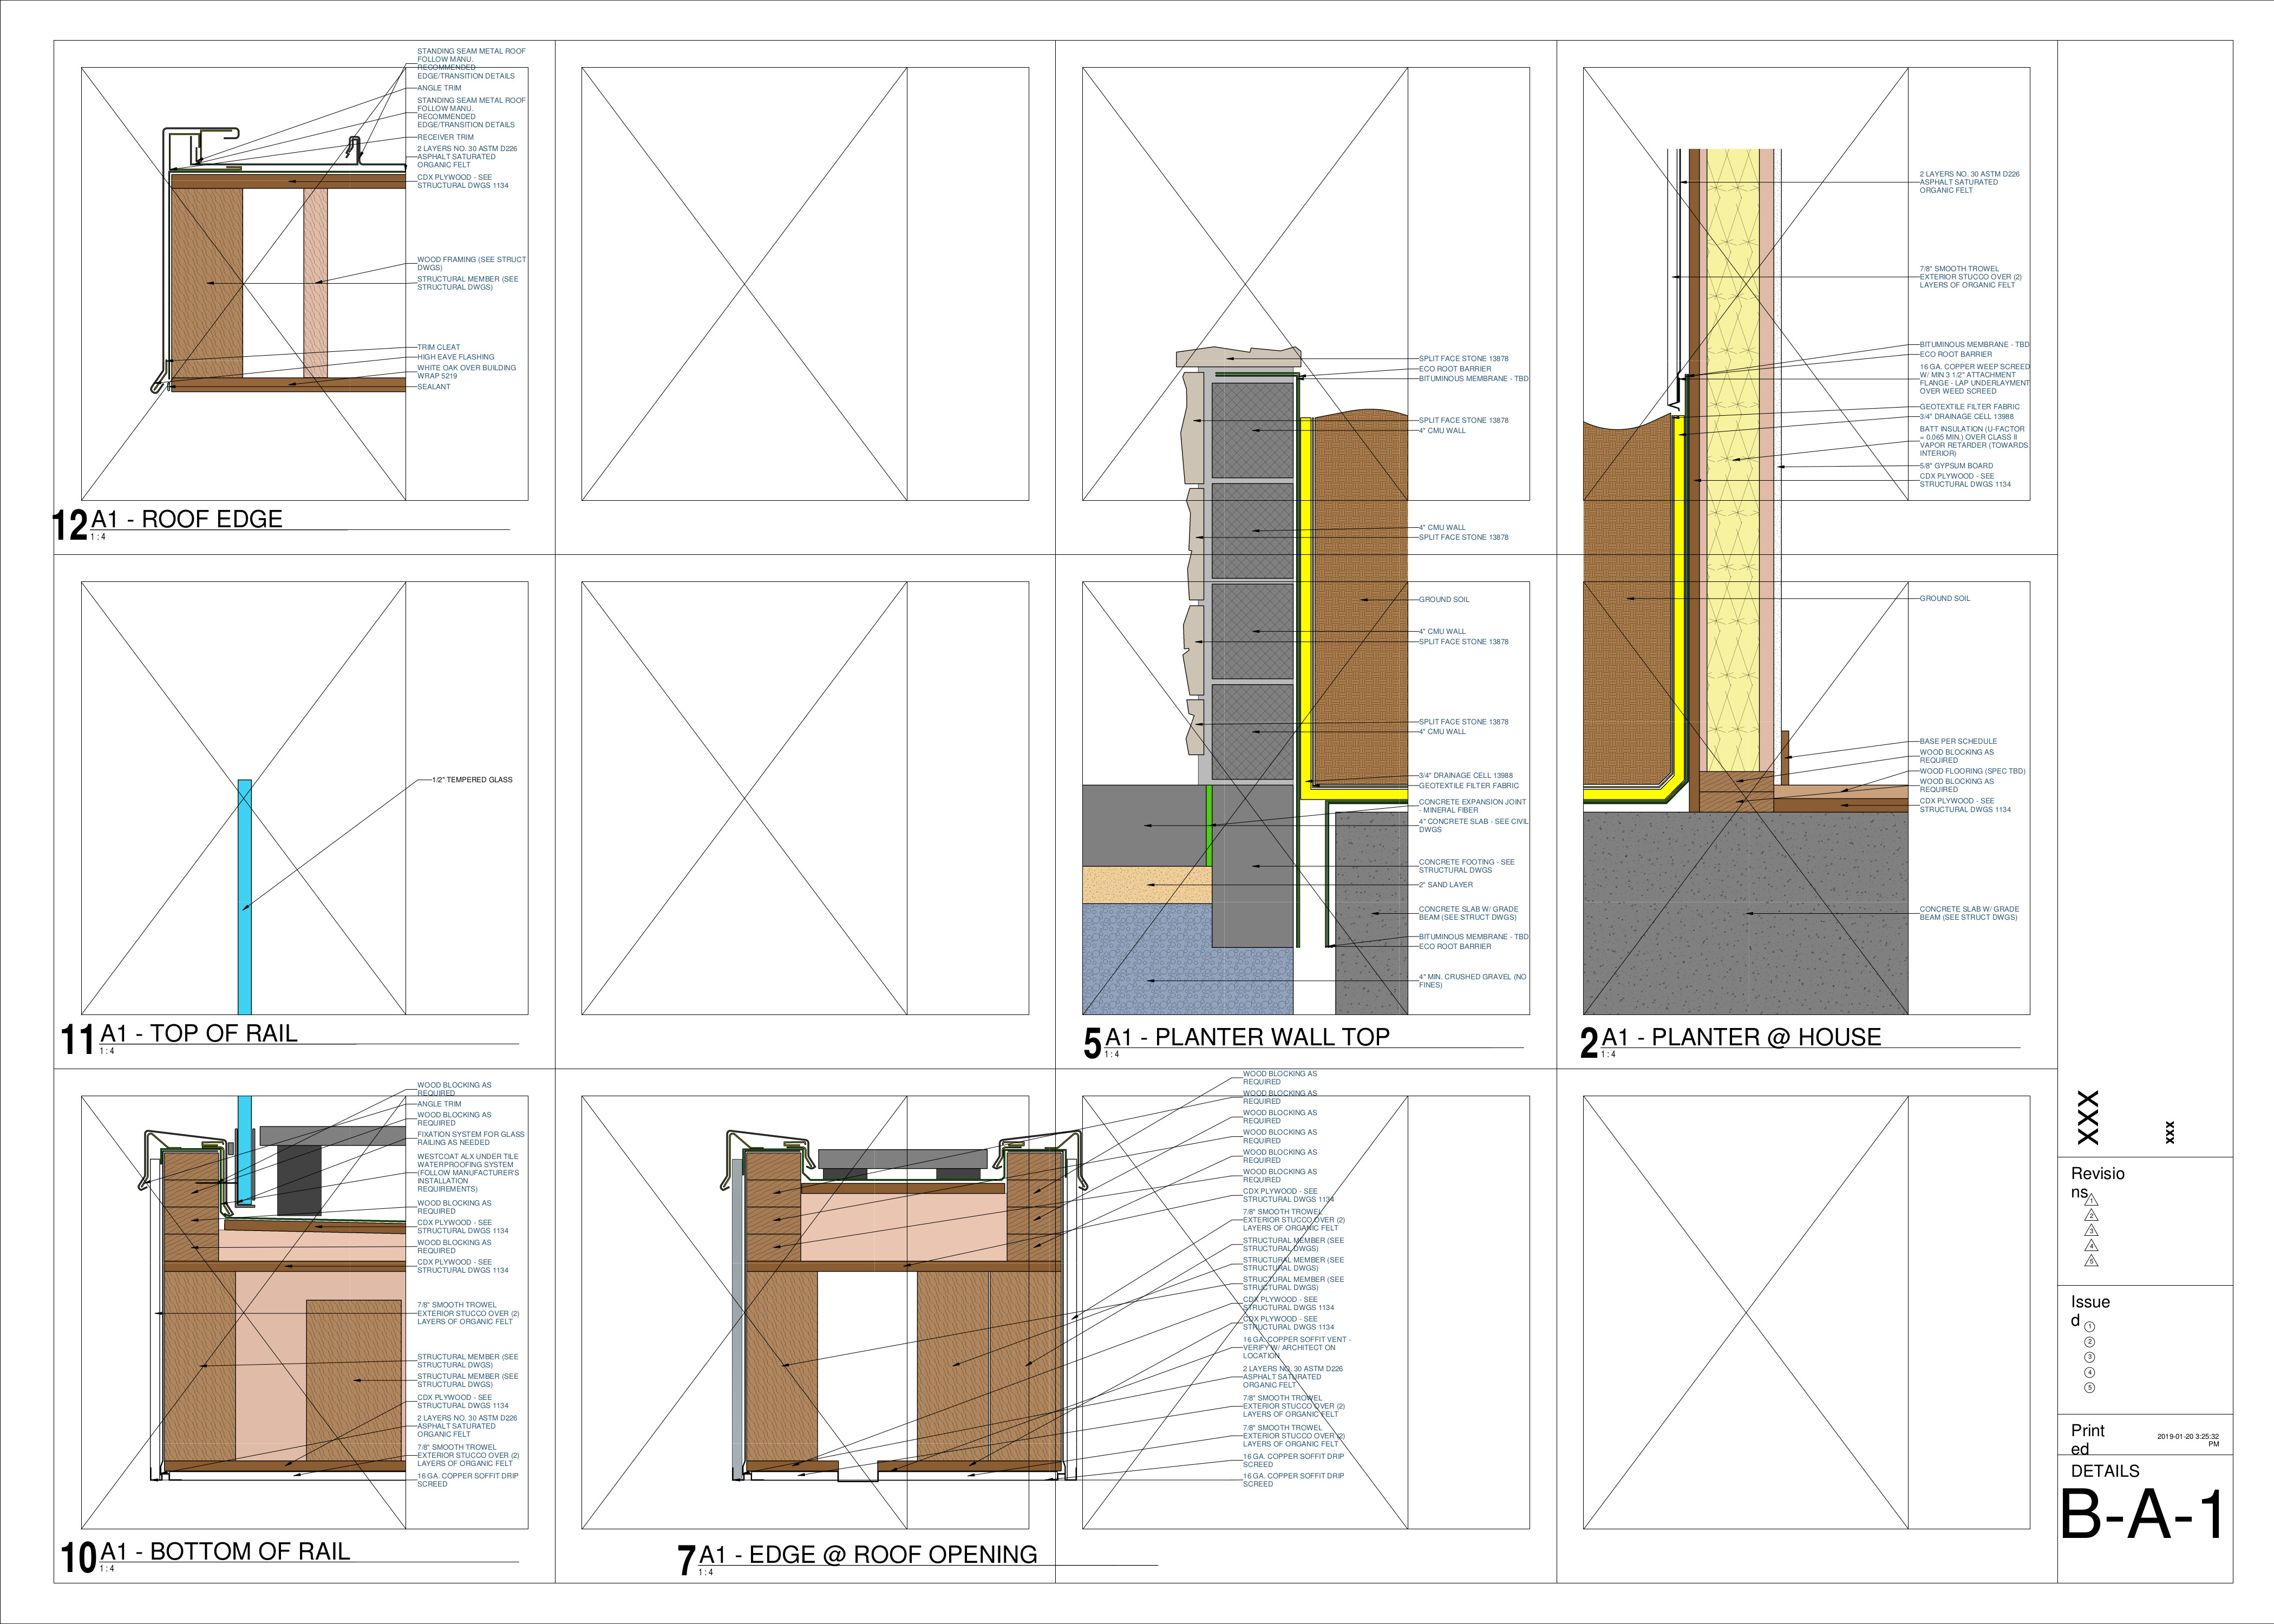 STANDING SEAM METAL ROOF
FOLLOW MANU.
RECOMMENDED
EDGE/TRANSITION DETAILS
ANGLE TRIM
STANDING SEAM METAL ROOF
FOLLOW MANU.
RECOMMENDED
EDGE/TRANSITION DETAILS
RECEIVER TRIM
2 LAYERS NO. 30 ASTM D226
ASPHALT SATURATED
ORGANIC FELT
CDX PLYWOOD - SEE
STRUCTURAL DWGS 1134
WOOD FRAMING (SEE STRUCT
DWGS)
STRUCTURAL MEMBER (SEE
STRUCTURAL DWGS)
TRIM CLEAT
HIGH EAVE FLASHING
WHITE OAK OVER BUILDING
WRAP 5219
SEALANT
12 A1 - ROOF EDGE
1 : 4
SPLIT FACE STONE 13878
ECO ROOT BARRIER
BITUMINOUS MEMBRANE - TBD
SPLIT FACE STONE 13878
4" CMU WALL
4" CMU WALL
SPLIT FACE STONE 13878
GROUND SOIL
4" CMU WALL
SPLIT FACE STONE 13878
SPLIT FACE STONE 13878
4" CMU WALL
3/4" DRAINAGE CELL 13988
GEOTEXTILE FILTER FABRIC
CONCRETE EXPANSION JOINT
- MINERAL FIBER
4" CONCRETE SLAB - SEE CIVIL
DWGS
CONCRETE FOOTING - SEE
STRUCTURAL DWGS
2" SAND LAYER
CONCRETE SLAB W/ GRADE
BEAM (SEE STRUCT DWGS)
BITUMINOUS MEMBRANE - TBD
ECO ROOT BARRIER
4" MIN. CRUSHED GRAVEL (NO
FINES)
5 A1 - PLANTER WALL TOP
1 : 4
2 LAYERS NO. 30 ASTM D226
ASPHALT SATURATED
ORGANIC FELT
7/8" SMOOTH TROWEL
EXTERIOR STUCCO OVER (2)
LAYERS OF ORGANIC FELT
BITUMINOUS MEMBRANE - TBD
ECO ROOT BARRIER
16 GA. COPPER WEEP SCREED
W/ MIN 3 1/2" ATTACHMENT
FLANGE - LAP UNDERLAYMENT
OVER WEED SCREED
GEOTEXTILE FILTER FABRIC
3/4" DRAINAGE CELL 13988
BATT INSULATION (U-FACTOR
= 0.065 MIN.) OVER CLASS II
VAPOR RETARDER (TOWARDS
INTERIOR)
5/8" GYPSUM BOARD
CDX PLYWOOD - SEE
STRUCTURAL DWGS 1134
GROUND SOIL
BASE PER SCHEDULE
WOOD BLOCKING AS
REQUIRED
WOOD FLOORING (SPEC TBD)
WOOD BLOCKING AS
REQUIRED
CDX PLYWOOD - SEE
STRUCTURAL DWGS 1134
CONCRETE SLAB W/ GRADE
BEAM (SEE STRUCT DWGS)
2 A1 - PLANTER @ HOUSE
1 : 4
1/2" TEMPERED GLASS
11 A1 - TOP OF RAIL
1 : 4
WOOD BLOCKING AS
REQUIRED
ANGLE TRIM
WOOD BLOCKING AS
REQUIRED
FIXATION SYSTEM FOR GLASS
RAILING AS NEEDED
WESTCOAT ALX UNDER TILE
WATERPROOFING SYSTEM
(FOLLOW MANUFACTURER'S
INSTALLATION
REQUIREMENTS)
WOOD BLOCKING AS
REQUIRED
CDX PLYWOOD - SEE
STRUCTURAL DWGS 1134
WOOD BLOCKING AS
REQUIRED
CDX PLYWOOD - SEE
STRUCTURAL DWGS 1134
7/8" SMOOTH TROWEL
EXTERIOR STUCCO OVER (2)
LAYERS OF ORGANIC FELT
STRUCTURAL MEMBER (SEE
STRUCTURAL DWGS)
STRUCTURAL MEMBER (SEE
STRUCTURAL DWGS)
CDX PLYWOOD - SEE
STRUCTURAL DWGS 1134
2 LAYERS NO. 30 ASTM D226
ASPHALT SATURATED
ORGANIC FELT
7/8" SMOOTH TROWEL
EXTERIOR STUCCO OVER (2)
LAYERS OF ORGANIC FELT
16 GA. COPPER SOFFIT DRIP
SCREED
10 A1 - BOTTOM OF RAIL
1 : 4
WOOD BLOCKING AS
REQUIRED
WOOD BLOCKING AS
REQUIRED
WOOD BLOCKING AS
REQUIRED
WOOD BLOCKING AS
REQUIRED
WOOD BLOCKING AS
REQUIRED
WOOD BLOCKING AS
REQUIRED
CDX PLYWOOD - SEE
STRUCTURAL DWGS 1134
7/8" SMOOTH TROWEL
EXTERIOR STUCCO OVER (2)
LAYERS OF ORGANIC FELT
STRUCTURAL MEMBER (SEE
STRUCTURAL DWGS)
STRUCTURAL MEMBER (SEE
STRUCTURAL DWGS)
STRUCTURAL MEMBER (SEE
STRUCTURAL DWGS)
CDX PLYWOOD - SEE
STRUCTURAL DWGS 1134
CDX PLYWOOD - SEE
STRUCTURAL DWGS 1134
16 GA. COPPER SOFFIT VENT -
VERIFY W/ ARCHITECT ON
LOCATION
2 LAYERS NO. 30 ASTM D226
ASPHALT SATURATED
ORGANIC FELT
7/8" SMOOTH TROWEL
EXTERIOR STUCCO OVER (2)
LAYERS OF ORGANIC FELT
7/8" SMOOTH TROWEL
EXTERIOR STUCCO OVER (2)
LAYERS OF ORGANIC FELT
16 GA. COPPER SOFFIT DRIP
SCREED
16 GA. COPPER SOFFIT DRIP
SCREED
7 A1 - EDGE @ ROOF OPENING
1 : 4
XXX
XXX
Revisio
ns
1
2
3
4
5
Issue
d
1
2
3
4
5
Print
ed
2019-01-20 3:25:32
PM
DETAILS
B-A-1